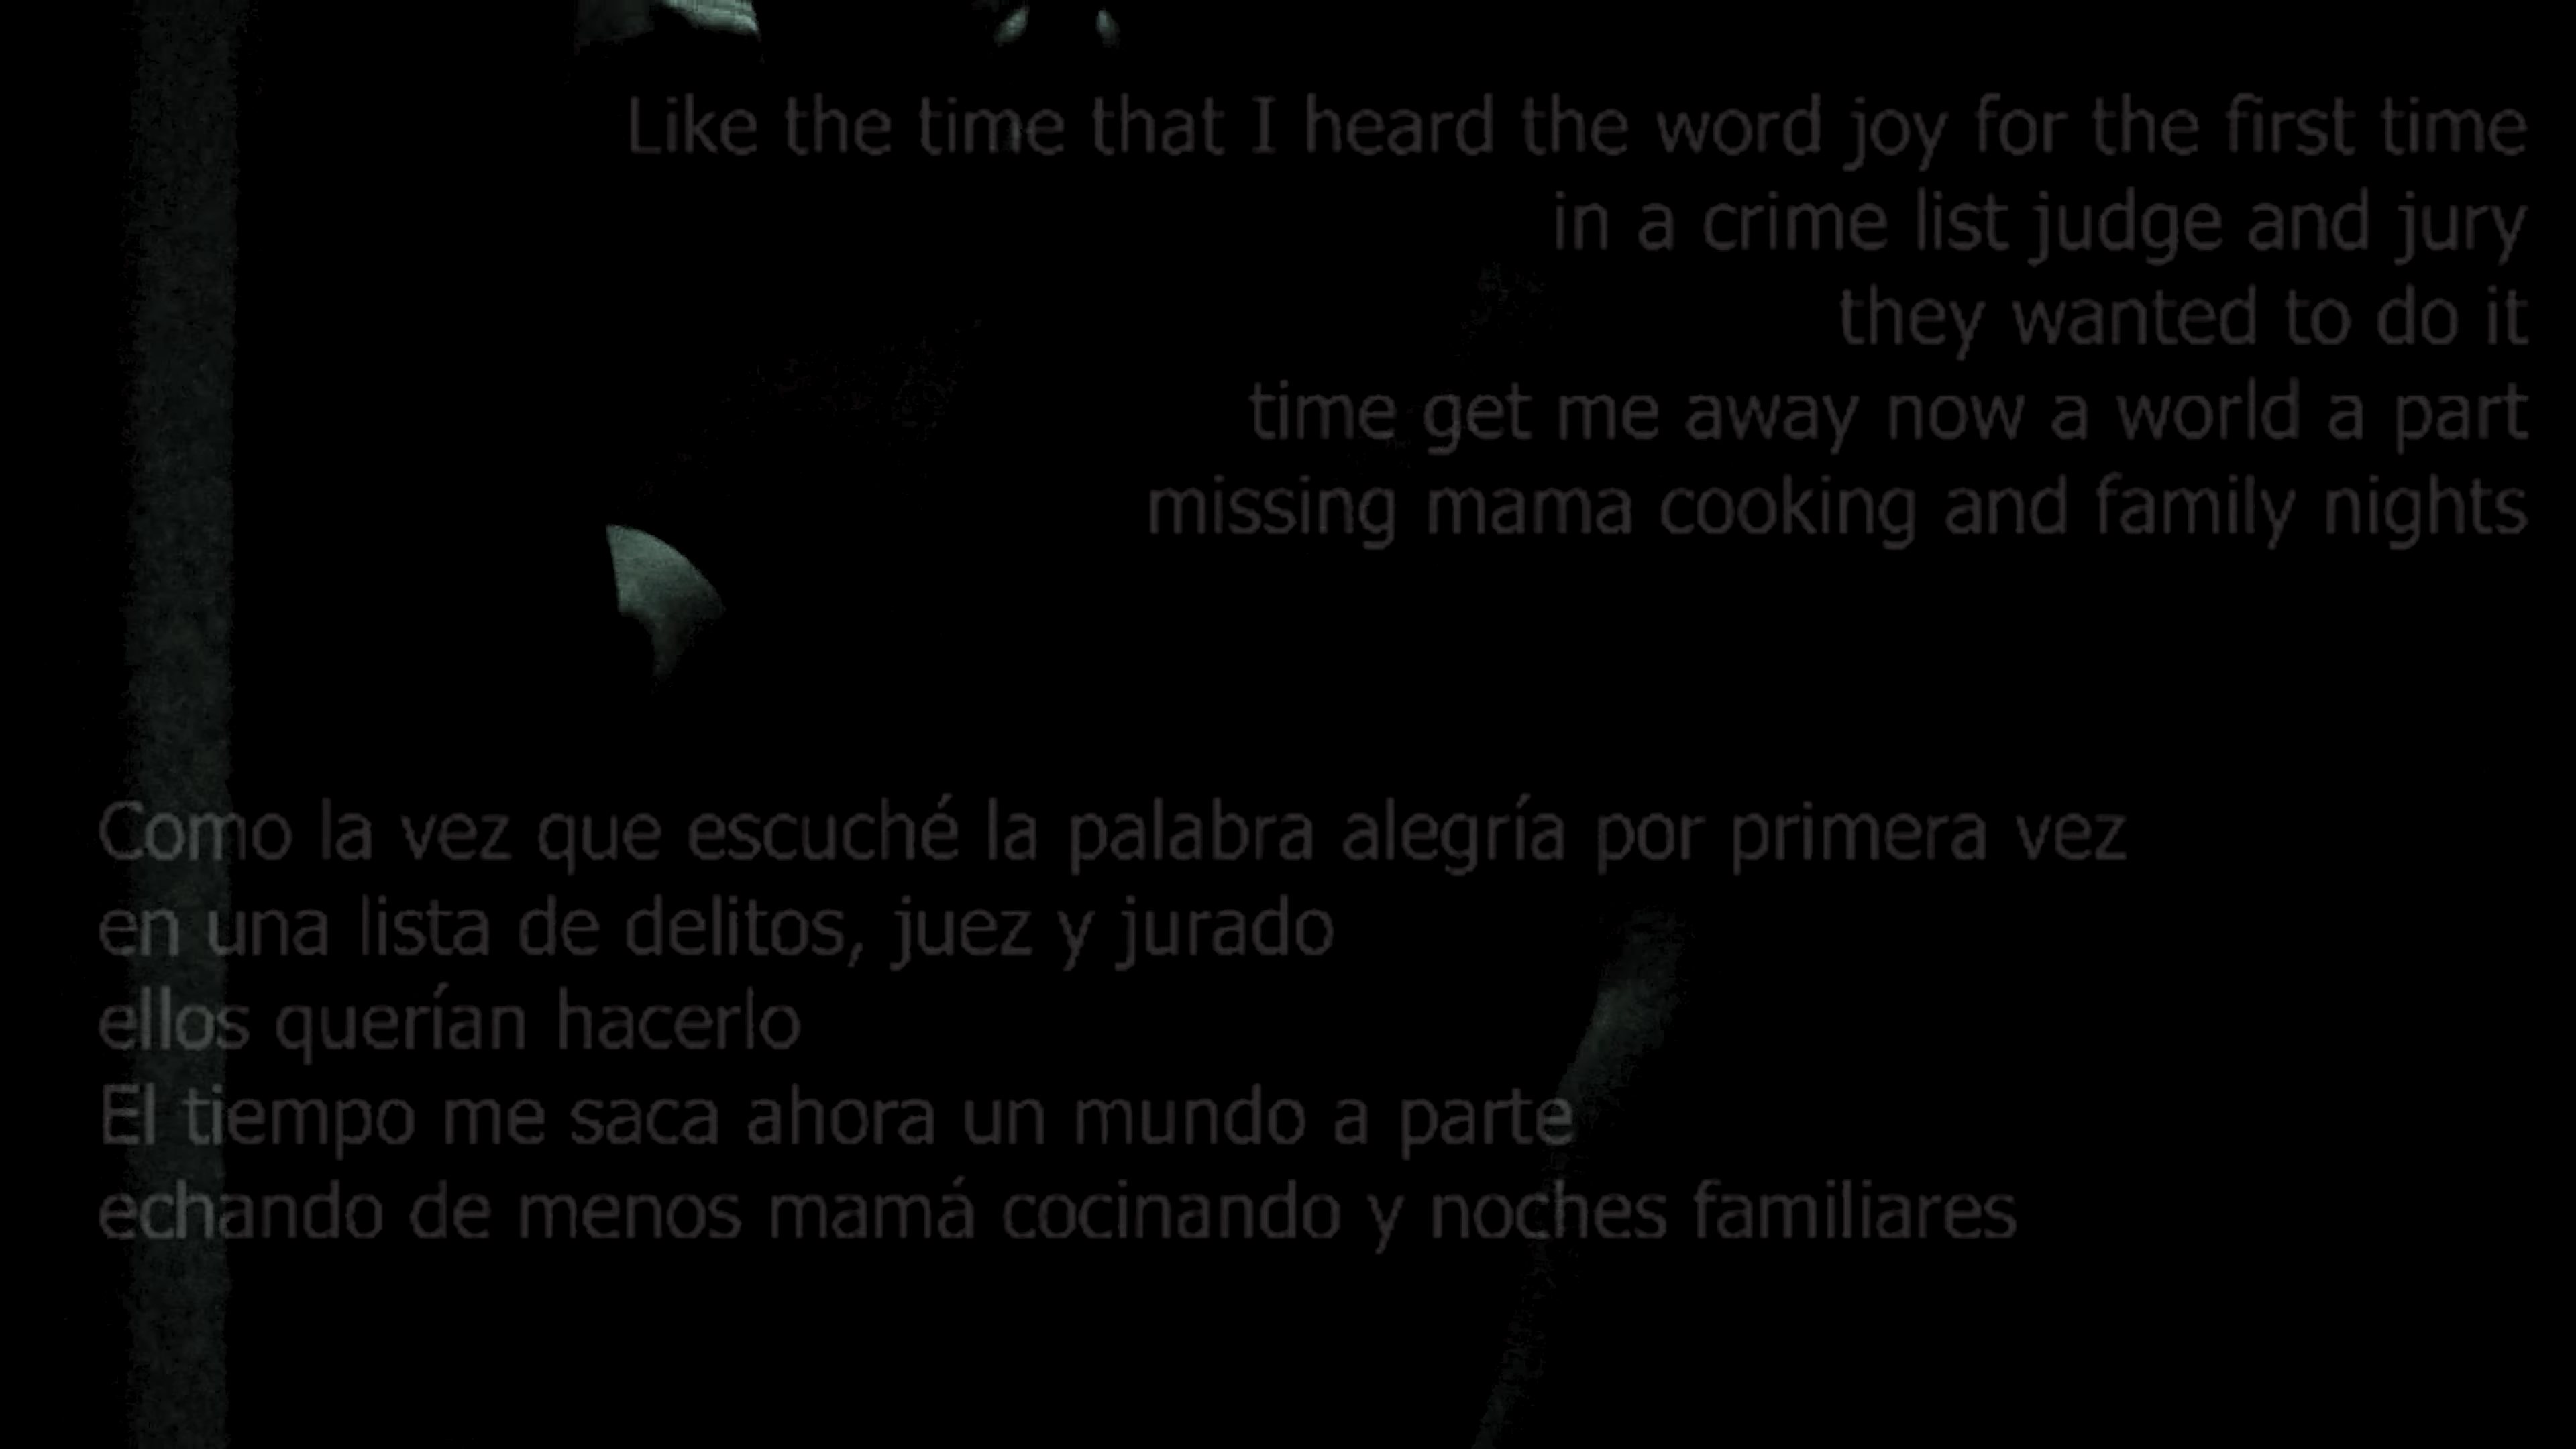 Like the time that I heard the word joy for the first time
in a crime list judge and jury
they wanted to do it
time get me away now a world a part
missing mama cooking and family nights
Como la vez que escuché la palabra alegría por primera vez
en una lista de delitos, juez y jurado
ellos querían hacerlo
El tiempo me saca ahora un mundo a parte
echando de menos mamá cocinando y noches familiares